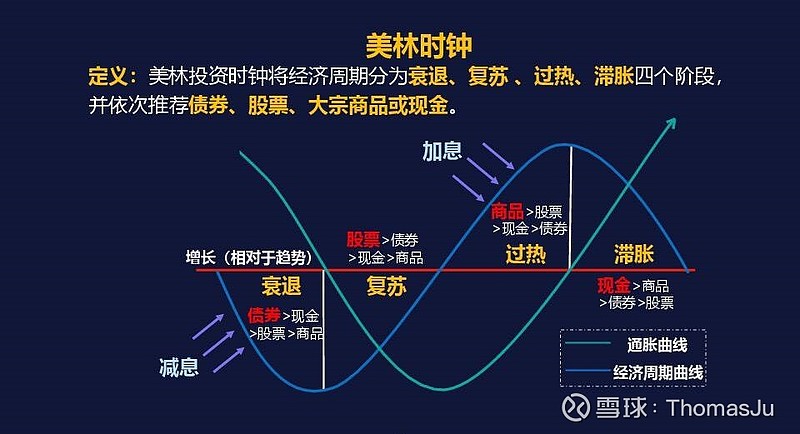 美林时钟
定义：美林投资时钟将经济周期分为衰退、复苏 、过热、滞胀四个阶段，
并依次推荐债券、股票、大宗商品或现金。
加息
商品>股票
>现金>债券
股票>债券
>现金>商品
增长（相对于趋势）
过热
滞胀
衰退
复苏
现金>商品
>债券>股票
债券>现金
>股票>商品
减息
通胀曲线
经济周期曲线
雪球：ThomasJu